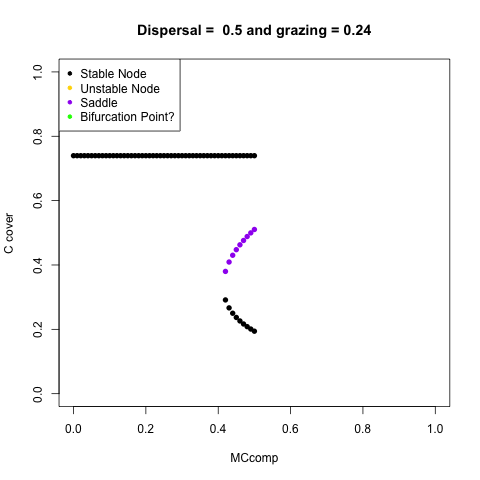 Dispersal =  0.5 and grazing = 0.24
Stable Node
Unstable Node
Saddle
Bifurcation Point?
C cover
1.0
0.8
0.6
0.4
0.2
0.0
0.0 0.2 0.4 0.6 0.8 1.0
MCcomp